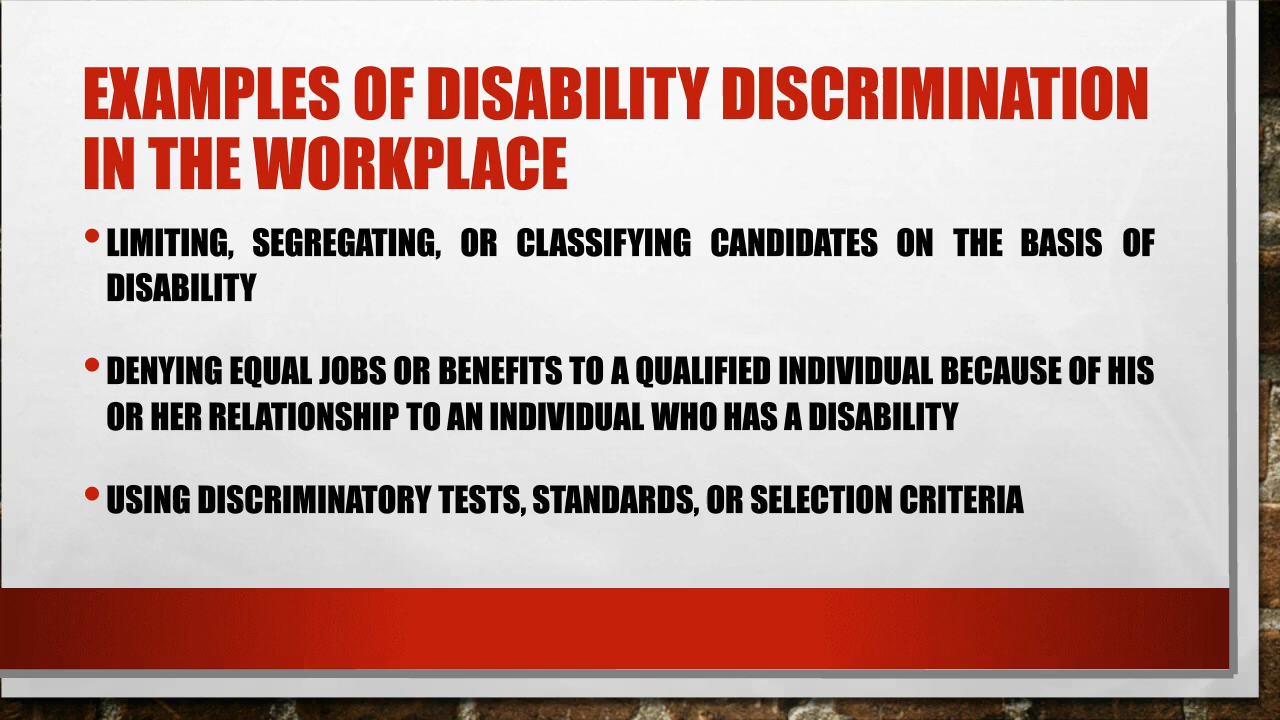 EXAMPLES OF DISABILITY DISCRIMINATION
IN THE WORKPLACE
• LIMITING, SEGREGATING, OR CLASSIFYING CANDIDATES ON THE BASIS OF
DISABILITY
• DENYING EQUAL JOBS OR BENEFITS TO A QUALIFIED INDIVIDUAL BECAUSE OF HIS
OR HER RELATIONSHIP TO AN INDIVIDUAL WHO HAS A DISABILITY
• USING DISCRIMINATORY TESTS, STANDARDS, OR SELECTION CRITERIA